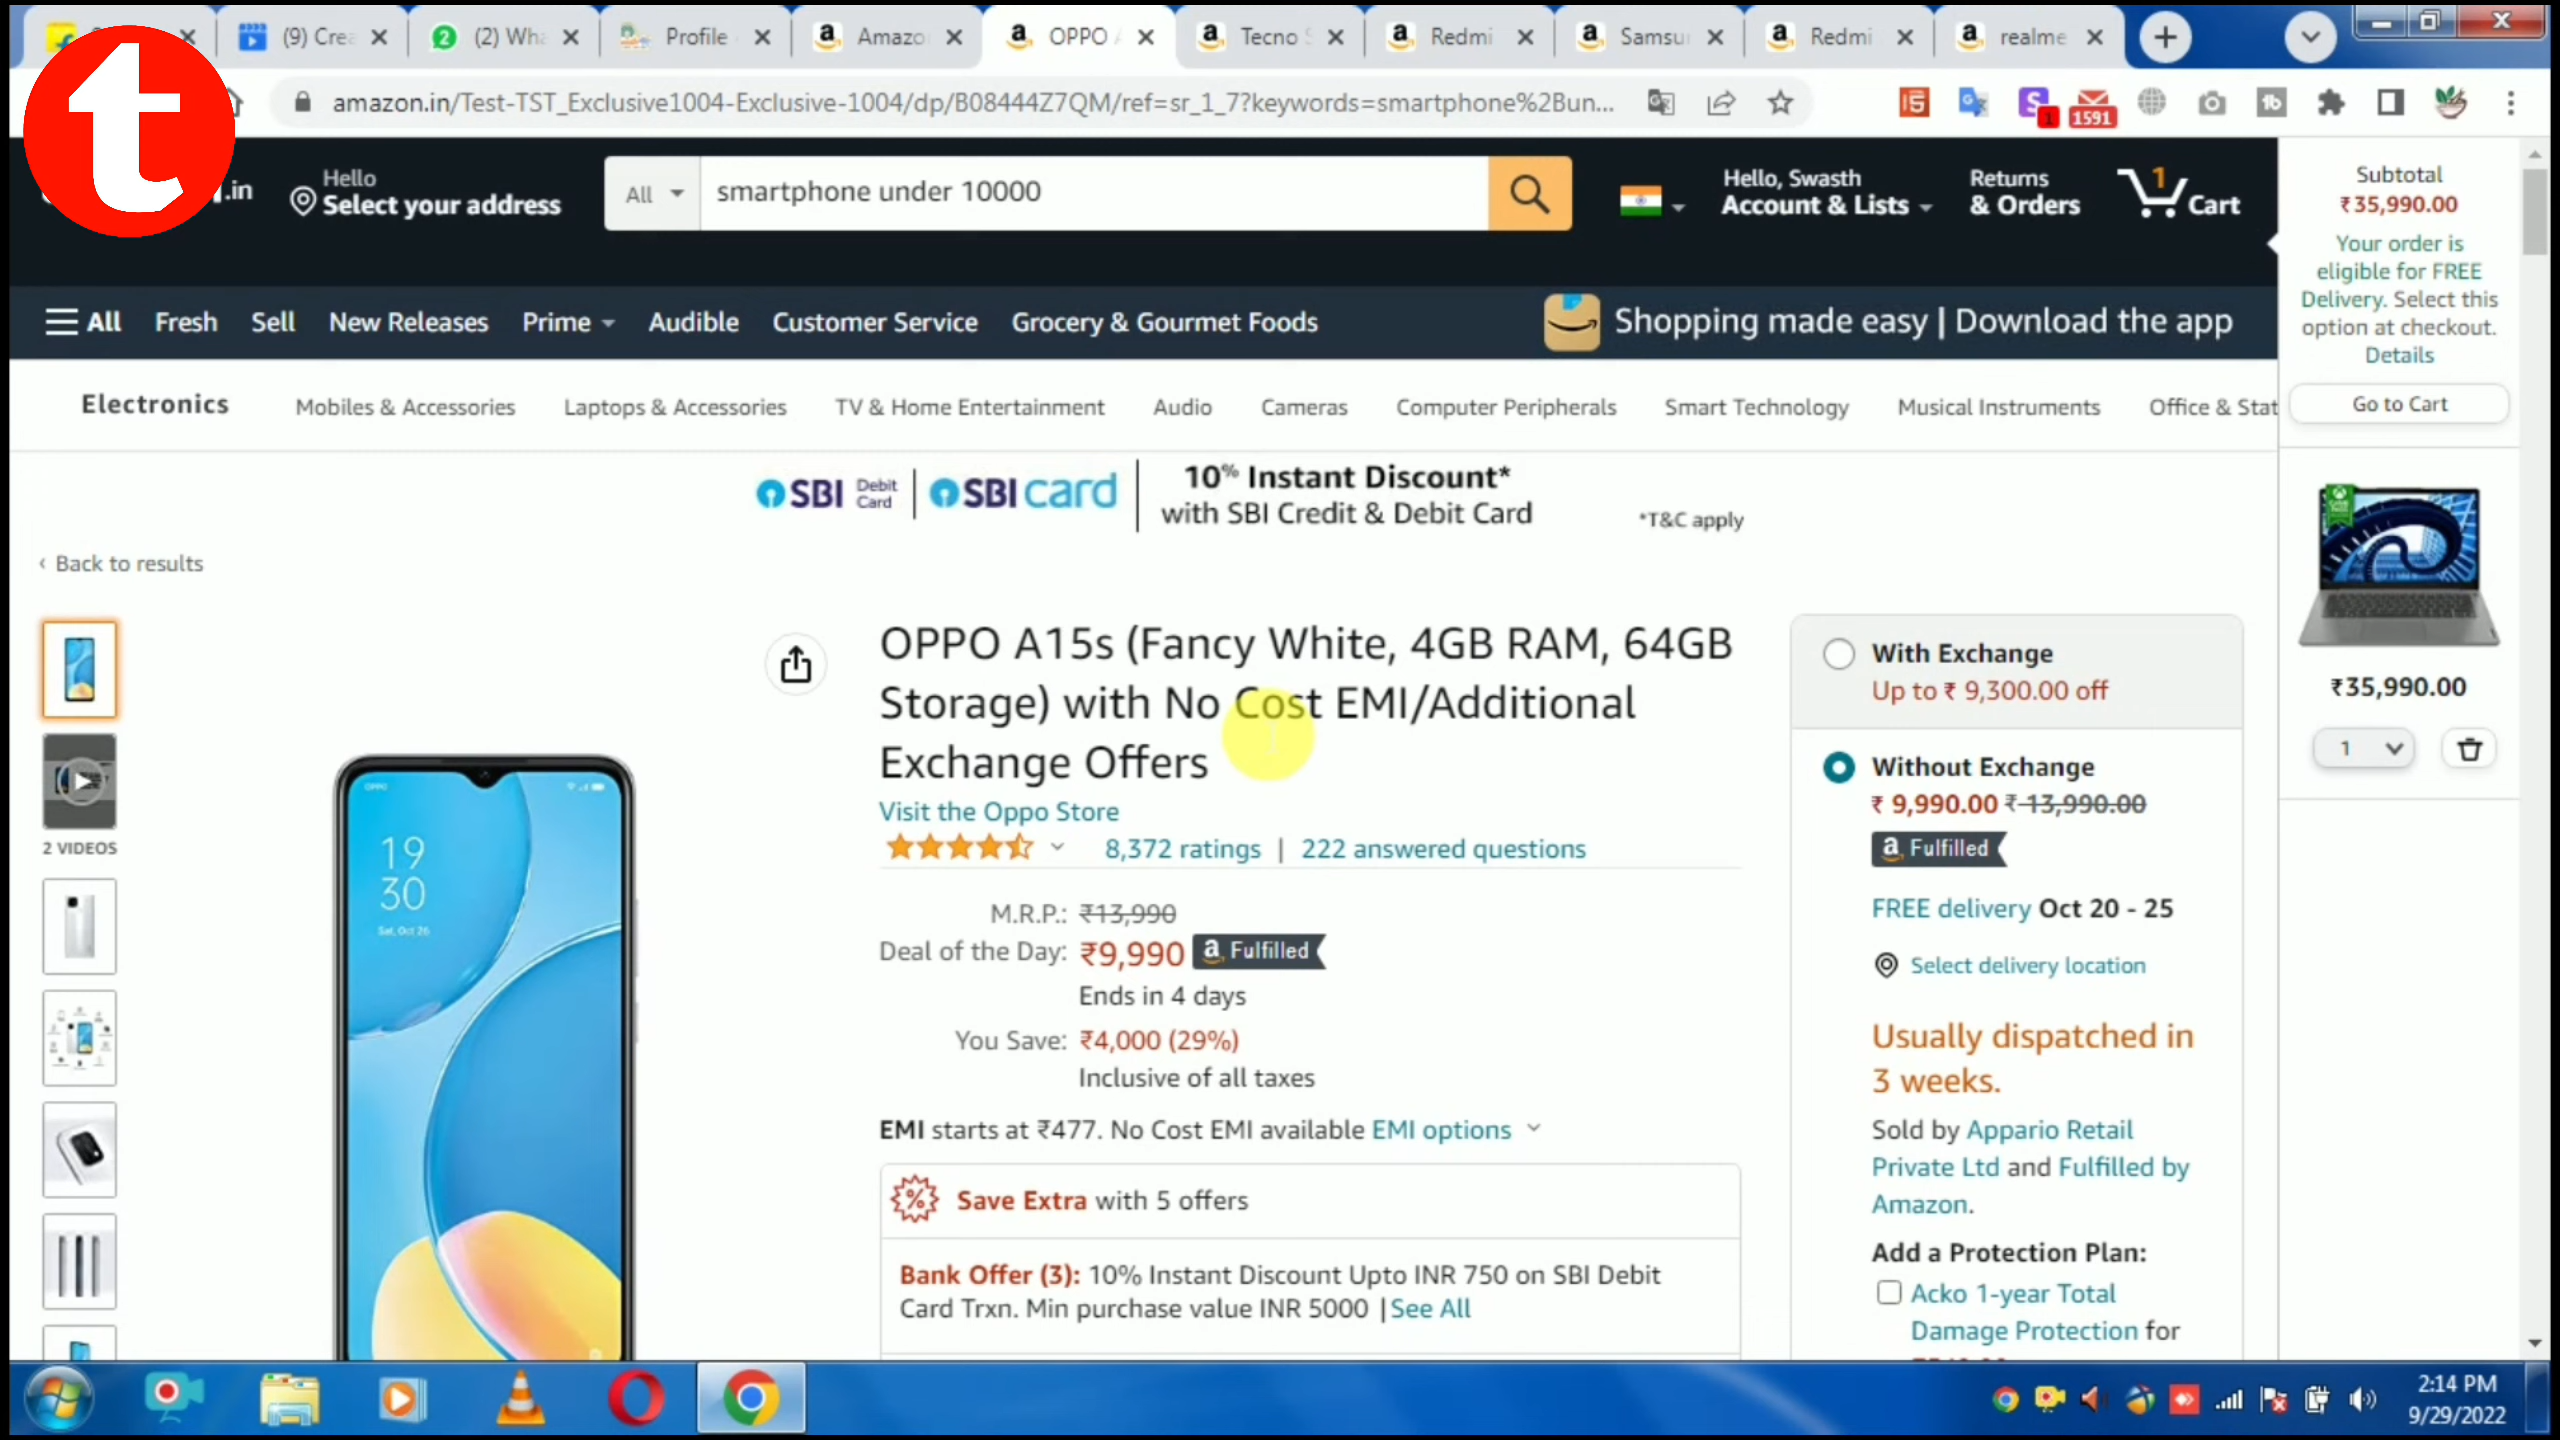 (9) Crea
(2) Wha
Profile
Amazo
OPPO A
Tecno S
Redmi
Samsu
Redmi
realme
t
amazon.in/Test-TST_Exclusive1004-Exclusive-1004/dp/B08444Z7QM/ref=sr_1_7?keywords=smartphone%2Bun...
1
1591
.in
Hello
Select your address
All
smartphone under 10000
Hello, Swasth
Account & Lists
Returns
& Orders
1
Cart
Subtotal
₹35,990.00
Your order is
eligible for FREE
Delivery. Select this
option at checkout.
Details
Go to Cart
All
Fresh
Sell
New Releases
Prime
Audible
Customer Service
Grocery & Gourmet Foods
Shopping made easy | Download the app
Electronics
Mobiles & Accessories
Laptops & Accessories
TV & Home Entertainment
Audio
Cameras
Computer Peripherals
Smart Technology
Musical Instruments
Office & Stat
SBI Debit Card
SBI card
10% Instant Discount*
with SBI Credit & Debit Card
*T&C apply
‹ Back to results
₹35,990.00
1
2 VIDEOS
OPPO
19
30
Sat, Oct 26
OPPO A15s (Fancy White, 4GB RAM, 64GB
Storage) with No Cost EMI/Additional
Exchange Offers
Visit the Oppo Store
8,372 ratings | 222 answered questions
M.R.P.: ₹13,990
Deal of the Day: ₹9,990 a Fulfilled
Ends in 4 days
You Save: ₹4,000 (29%)
Inclusive of all taxes
EMI starts at ₹477. No Cost EMI available EMI options
Save Extra with 5 offers
Bank Offer (3): 10% Instant Discount Upto INR 750 on SBI Debit
Card Trxn. Min purchase value INR 5000 | See All
With Exchange
Up to ₹ 9,300.00 off
Without Exchange
₹ 9,990.00 ₹ 13,990.00
a Fulfilled
FREE delivery Oct 20 - 25
Select delivery location
Usually dispatched in
3 weeks.
Sold by Appario Retail
Private Ltd and Fulfilled by
Amazon.
Add a Protection Plan:
Acko 1-year Total
Damage Protection for
2:14 PM
9/29/2022